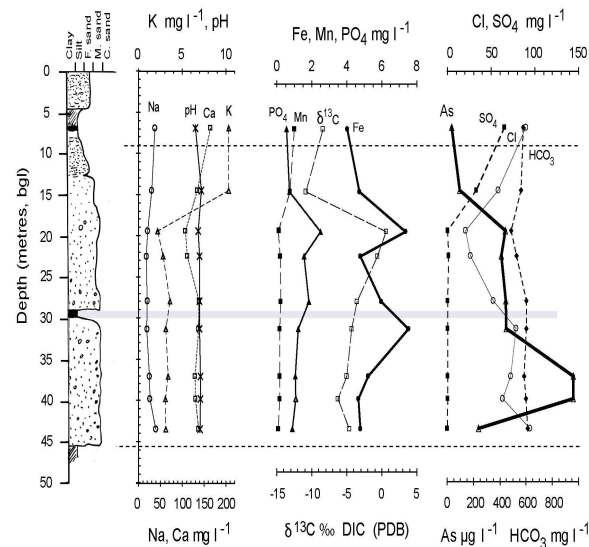 Clay
Silt
F. sand
M. sand
C. sand
K mg l⁻¹, pH
Fe, Mn, PO₄ mg l⁻¹
Cl, SO₄ mg l⁻¹
0 5 10
0 2 4 6 8
0 50 100 150
Na
pH
Ca
K
PO₄
Mn
δ¹³C
Fe
As
SO₄
Cl
HCO₃
Depth (metres, bgl)
0
5
10
15
20
25
30
35
40
45
50
0 50 100 150 200
-15 -10 -5 0 5
0 200 400 600 800
Na, Ca mg l⁻¹
δ¹³C ‰ DIC (PDB)
As µg l⁻¹ HCO₃ mg l⁻¹